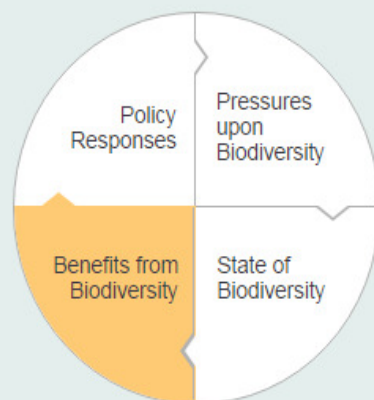 Policy
Responses
Pressures
upon
Biodiversity
Benefits from
Biodiversity
State of
Biodiversity